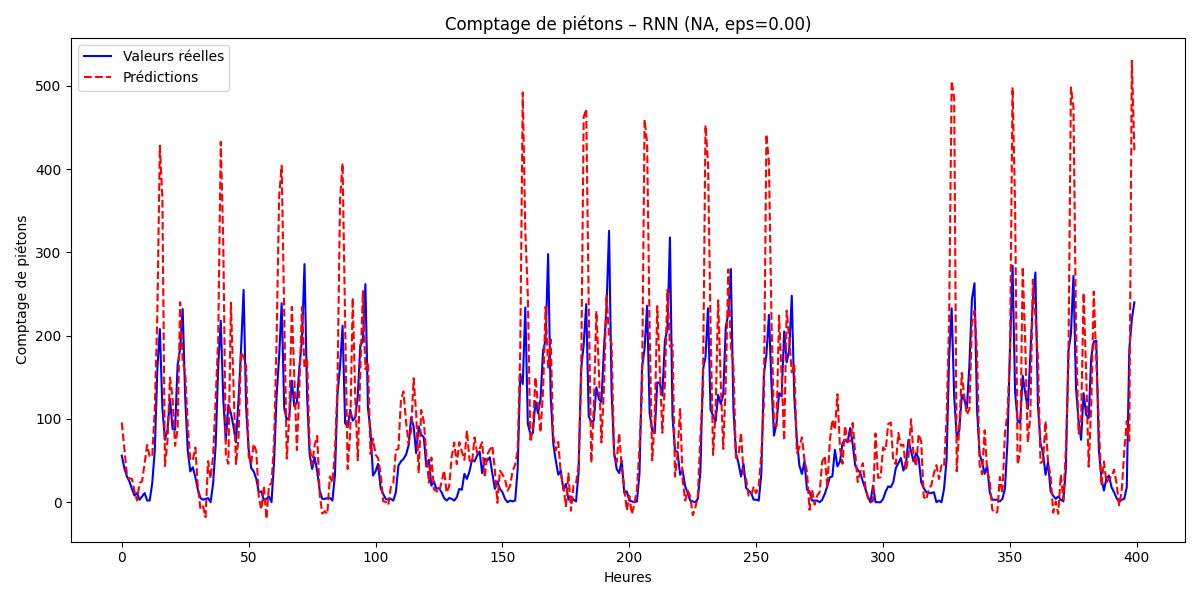 Comptage de piétons – RNN (NA, eps=0.00)
Valeurs réelles
Prédictions
Comptage de piétons
500
400
300
200
100
0
0 50 100 150 200 250 300 350 400
Heures